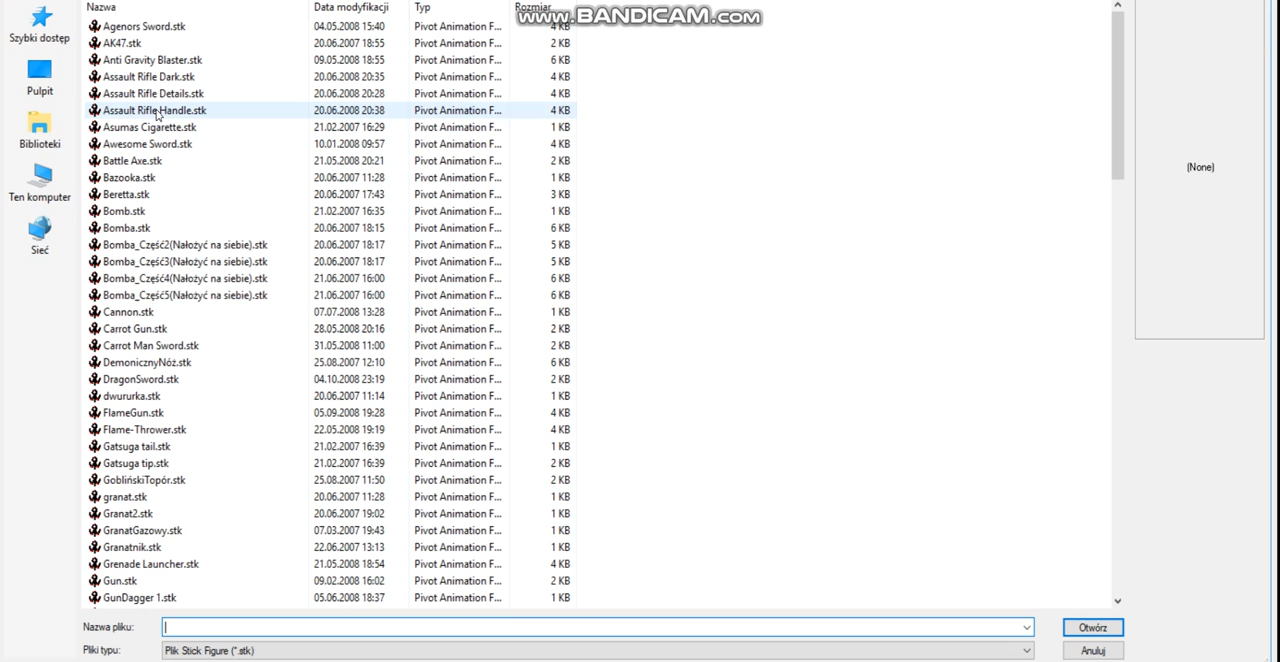 www.BANDICAM.com
Nazwa Data modyfikacji Typ Rozmiar
Szybki dostęp
Pulpit
Biblioteki
Ten komputer
Sieć
Agenors Sword.stk 04.05.2008 15:40 Pivot Animation F... 4 KB
AK47.stk 20.06.2007 18:55 Pivot Animation F... 2 KB
Anti Gravity Blaster.stk 09.05.2008 18:55 Pivot Animation F... 6 KB
Assault Rifle Dark.stk 20.06.2008 20:35 Pivot Animation F... 4 KB
Assault Rifle Details.stk 20.06.2008 20:28 Pivot Animation F... 4 KB
Assault Rifle Handle.stk 20.06.2008 20:38 Pivot Animation F... 4 KB
Asumas Cigarette.stk 21.02.2007 16:29 Pivot Animation F... 1 KB
Awesome Sword.stk 10.01.2008 09:57 Pivot Animation F... 4 KB
Battle Axe.stk 21.05.2008 20:21 Pivot Animation F... 2 KB
Bazooka.stk 20.06.2007 11:28 Pivot Animation F... 1 KB
Beretta.stk 20.06.2007 17:43 Pivot Animation F... 3 KB
Bomb.stk 21.02.2007 16:35 Pivot Animation F... 1 KB
Bomba.stk 20.06.2007 18:15 Pivot Animation F... 6 KB
Bomba_Część2(Nałożyć na siebie).stk 20.06.2007 18:17 Pivot Animation F... 5 KB
Bomba_Część3(Nałożyć na siebie).stk 20.06.2007 18:17 Pivot Animation F... 5 KB
Bomba_Część4(Nałożyć na siebie).stk 21.06.2007 16:00 Pivot Animation F... 6 KB
Bomba_Część5(Nałożyć na siebie).stk 21.06.2007 16:00 Pivot Animation F... 6 KB
Cannon.stk 07.07.2008 13:28 Pivot Animation F... 1 KB
Carrot Gun.stk 28.05.2008 20:16 Pivot Animation F... 2 KB
Carrot Man Sword.stk 31.05.2008 11:00 Pivot Animation F... 2 KB
DemonicznyNóż.stk 25.08.2007 12:10 Pivot Animation F... 6 KB
DragonSword.stk 04.10.2008 23:19 Pivot Animation F... 2 KB
dwururka.stk 20.06.2007 11:14 Pivot Animation F... 1 KB
FlameGun.stk 05.09.2008 19:28 Pivot Animation F... 4 KB
Flame-Thrower.stk 22.05.2008 19:19 Pivot Animation F... 4 KB
Gatsuga tail.stk 21.02.2007 16:39 Pivot Animation F... 1 KB
Gatsuga tip.stk 21.02.2007 16:39 Pivot Animation F... 2 KB
GoblińskiTopór.stk 25.08.2007 11:50 Pivot Animation F... 2 KB
granat.stk 20.06.2007 11:28 Pivot Animation F... 1 KB
Granat2.stk 20.06.2007 19:02 Pivot Animation F... 1 KB
GranatGazowy.stk 07.03.2007 19:43 Pivot Animation F... 1 KB
Granatnik.stk 22.06.2007 13:13 Pivot Animation F... 1 KB
Grenade Launcher.stk 21.05.2008 18:54 Pivot Animation F... 4 KB
Gun.stk 09.02.2008 16:02 Pivot Animation F... 2 KB
GunDagger 1.stk 05.06.2008 18:37 Pivot Animation F... 1 KB
(None)
Nazwa pliku: Otwórz
Pliki typu: Plik Stick Figure (*.stk) Anuluj